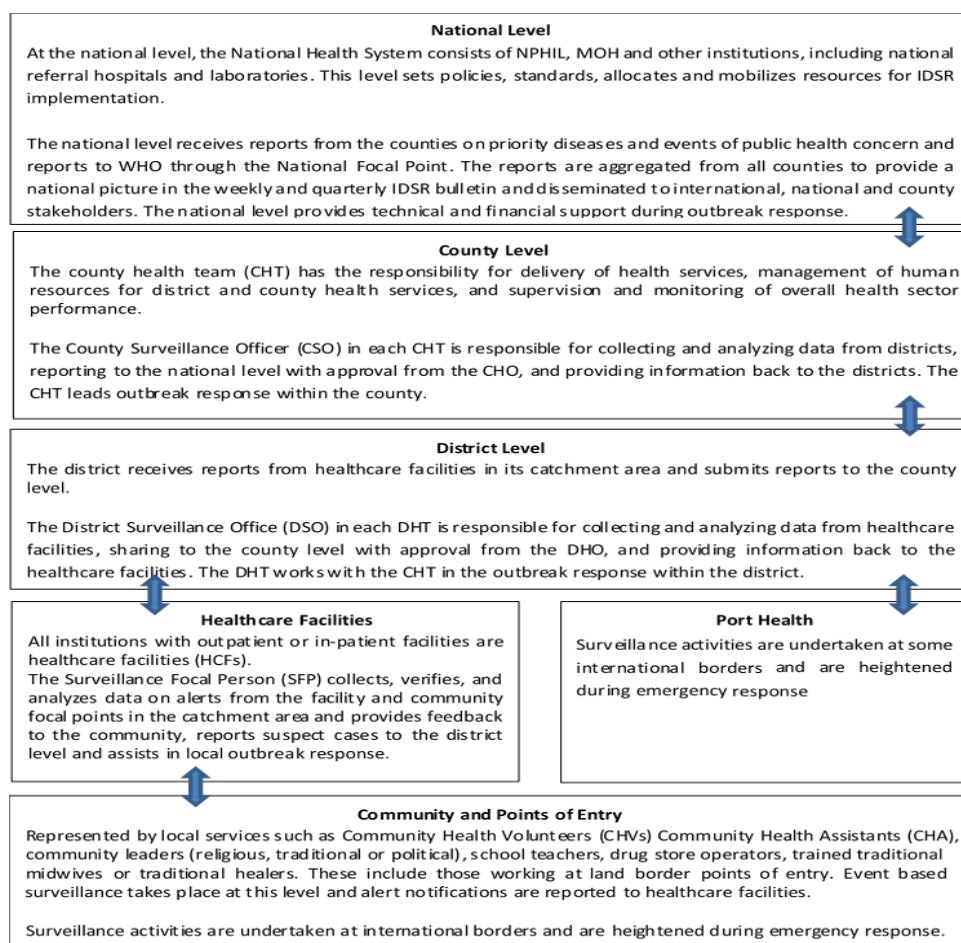 National Level
At the national level, the National Health System consists of NPHIL, MOH and other institutions, including national
referral hospitals and laboratories. This level sets policies, standards, allocates and mobilizes resources for IDSR
implementation.
The national level receives reports from the counties on priority diseases and events of public health concern and
reports to WHO through the National Focal Point. The reports are aggregated from all counties to provide a
national picture in the weekly and quarterly IDSR bulletin and disseminated to international, national and county
stakeholders. The national level provides technical and financial support during outbreak response.
County Level
The county health team (CHT) has the responsibility for delivery of health services, management of human
resources for district and county health services, and supervision and monitoring of overall health sector
performance.
The County Surveillance Officer (CSO) in each CHT is responsible for collecting and analyzing data from districts,
reporting to the national level with approval from the CHO, and providing information back to the districts. The
CHT leads outbreak response within the county.
District Level
The district receives reports from healthcare facilities in its catchment area and submits reports to the county
level.
The District Surveillance Office (DSO) in each DHT is responsible for collecting and analyzing data from healthcare
facilities, sharing to the county level with approval from the DHO, and providing information back to the
healthcare facilities. The DHT works with the CHT in the outbreak response within the district.
Healthcare Facilities
All institutions with outpatient or in-patient facilities are
healthcare facilities (HCFs).
The Surveillance Focal Person (SFP) collects, verifies, and
analyzes data on alerts from the facility and community
focal points in the catchment area and provides feedback
to the community, reports suspect cases to the district
level and assists in local outbreak response.
Port Health
Surveillance activities are undertaken at some
international borders and are heightened
during emergency response
Community and Points of Entry
Represented by local services such as Community Health Volunteers (CHVs) Community Health Assistants (CHA),
community leaders (religious, traditional or political), school teachers, drug store operators, trained traditional
midwives or traditional healers. These include those working at land border points of entry. Event based
surveillance takes place at this level and alert notifications are reported to healthcare facilities.
Surveillance activities are undertaken at international borders and are heightened during emergency response.